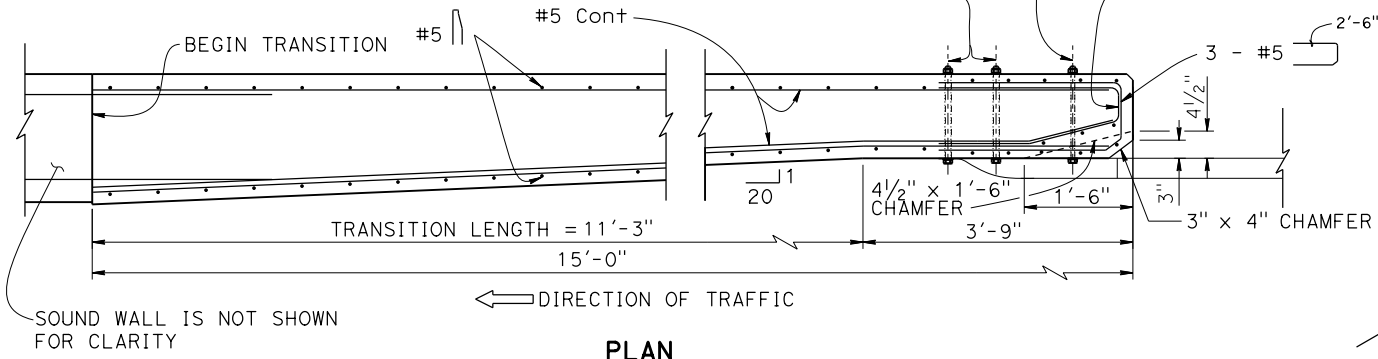 #5 Cont
2'-6"
#5
BEGIN TRANSITION
3 - #5
4½"
1
20
4½" x 1'-6"
CHAMFER
1'-6"
3"
3" x 4" CHAMFER
TRANSITION LENGTH = 11'-3"
3'-9"
15'-0"
DIRECTION OF TRAFFIC
SOUND WALL IS NOT SHOWN
FOR CLARITY
PLAN